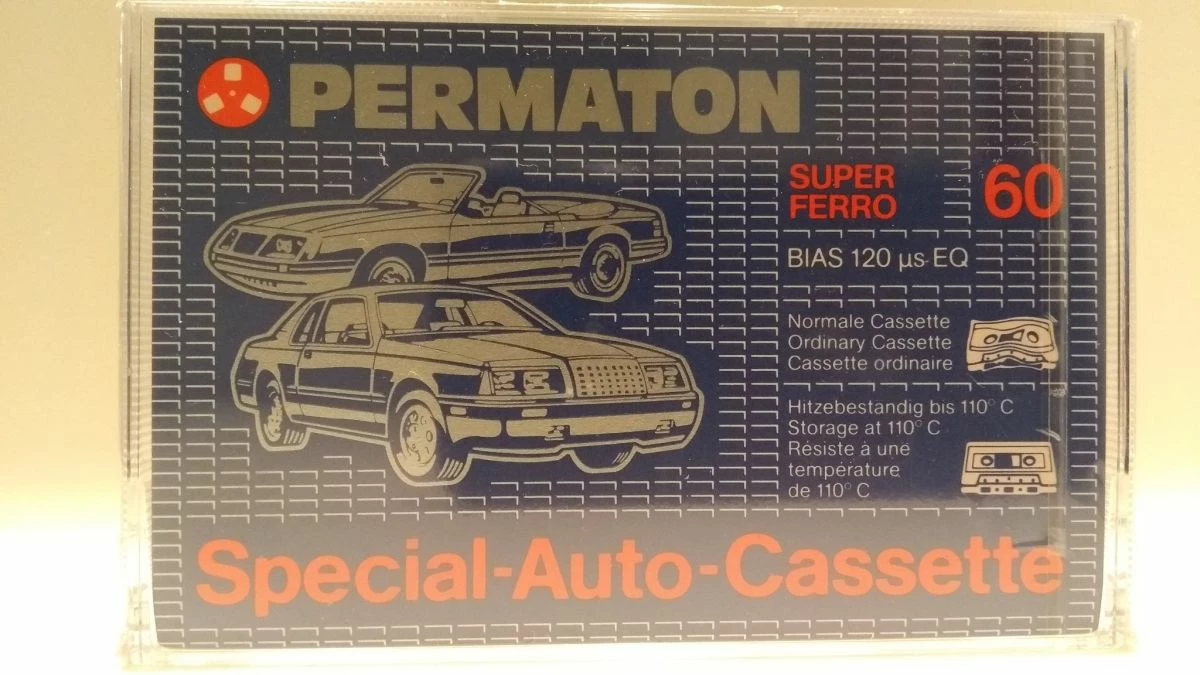 PERMATON
SUPER
FERRO
60
BIAS 120 µs EQ
Normale Cassette
Ordinary Cassette
Cassette ordinaire
Hitzebestandig bis 110° C
Storage at 110° C
Résiste à une
température
de 110° C
Special-Auto-Cassette